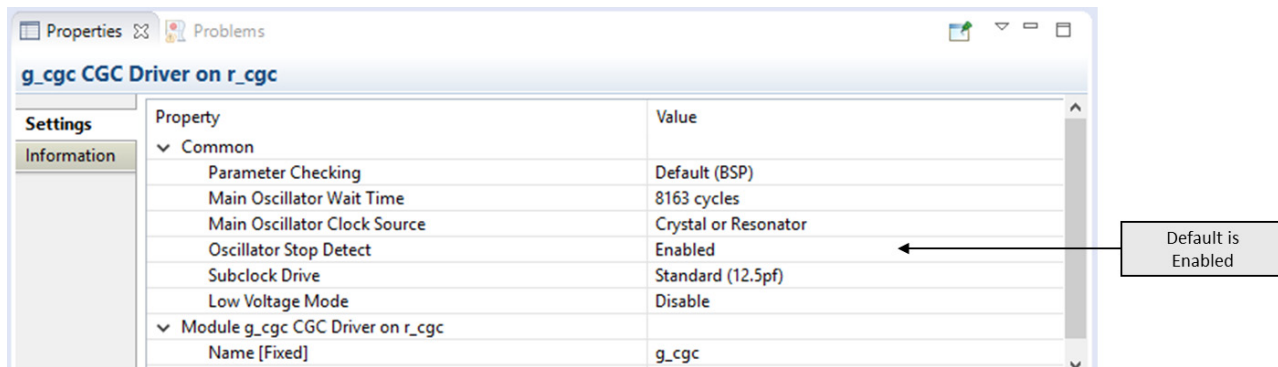 Properties Problems
g_cgc CGC Driver on r_cgc
Settings
Information
Property Value
Common
Parameter Checking Default (BSP)
Main Oscillator Wait Time 8163 cycles
Main Oscillator Clock Source Crystal or Resonator
Oscillator Stop Detect Enabled
Subclock Drive Standard (12.5pf)
Low Voltage Mode Disable
Module g_cgc CGC Driver on r_cgc
Name [Fixed] g_cgc
Default is
Enabled